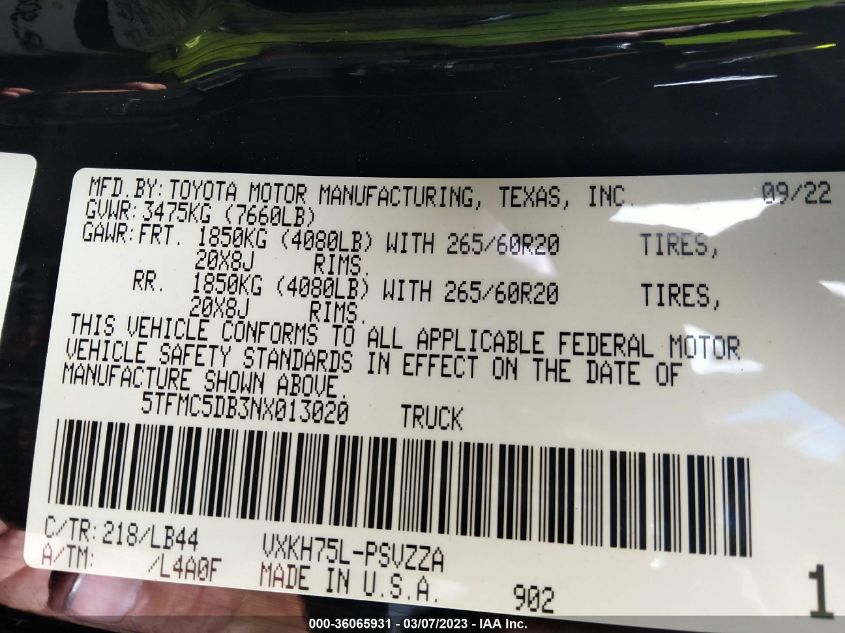 MFD. BY: TOYOTA MOTOR MANUFACTURING, TEXAS, INC. 09/22
GVWR: 3475KG (7660LB)
GAWR: FRT. 1850KG (4080LB) WITH 265/60R20 TIRES,
20X8J RIMS.
RR. 1850KG (4080LB) WITH 265/60R20 TIRES,
20X8J RIMS.
THIS VEHICLE CONFORMS TO ALL APPLICABLE FEDERAL MOTOR
VEHICLE SAFETY STANDARDS IN EFFECT ON THE DATE OF
MANUFACTURE SHOWN ABOVE.
5TFMC5DB3NX013020 TRUCK
C/TR: 218/LB44 VXKH75L-PSVZZA
A/TM: /L4A0F MADE IN U.S.A. 902 1
000-36065931 - 03/07/2023 - IAA Inc.